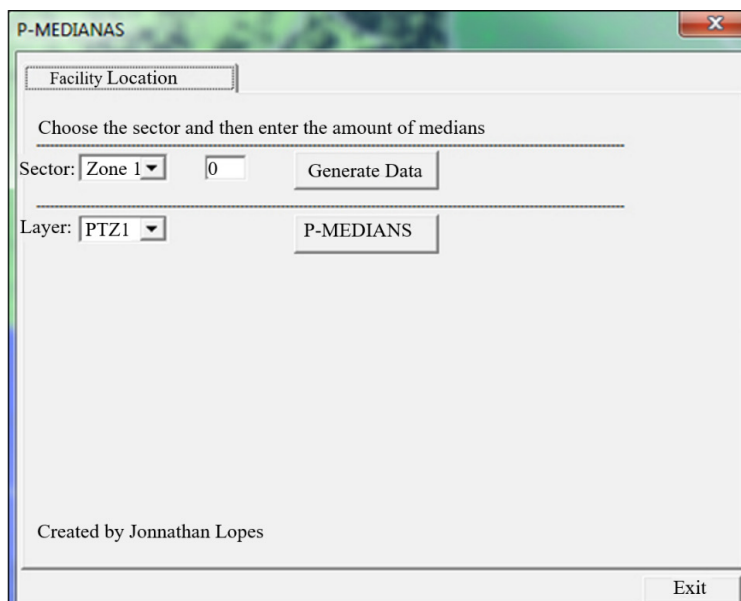 P-MEDIANAS
Facility Location
Choose the sector and then enter the amount of medians
Sector: Zone 1 0 Generate Data
Layer: PTZ1 P-MEDIANS
Created by Jonnathan Lopes
Exit